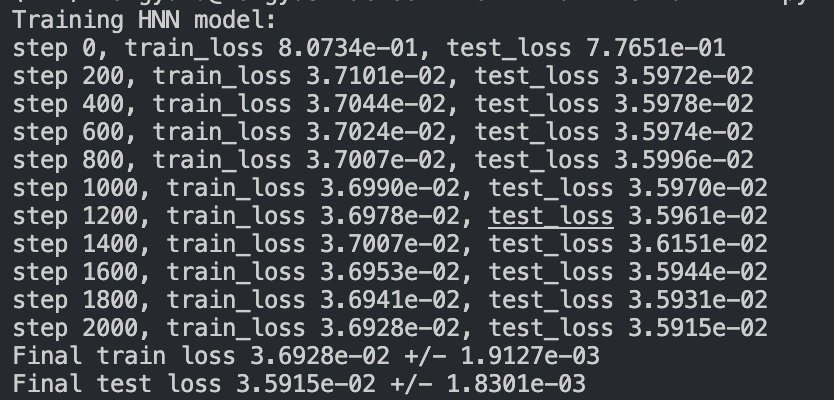 Training HNN model:
step 0, train_loss 8.0734e-01, test_loss 7.7651e-01
step 200, train_loss 3.7101e-02, test_loss 3.5972e-02
step 400, train_loss 3.7044e-02, test_loss 3.5978e-02
step 600, train_loss 3.7024e-02, test_loss 3.5974e-02
step 800, train_loss 3.7007e-02, test_loss 3.5996e-02
step 1000, train_loss 3.6990e-02, test_loss 3.5970e-02
step 1200, train_loss 3.6978e-02, test_loss 3.5961e-02
step 1400, train_loss 3.7007e-02, test_loss 3.6151e-02
step 1600, train_loss 3.6953e-02, test_loss 3.5944e-02
step 1800, train_loss 3.6941e-02, test_loss 3.5931e-02
step 2000, train_loss 3.6928e-02, test_loss 3.5915e-02
Final train loss 3.6928e-02 +/- 1.9127e-03
Final test loss 3.5915e-02 +/- 1.8301e-03